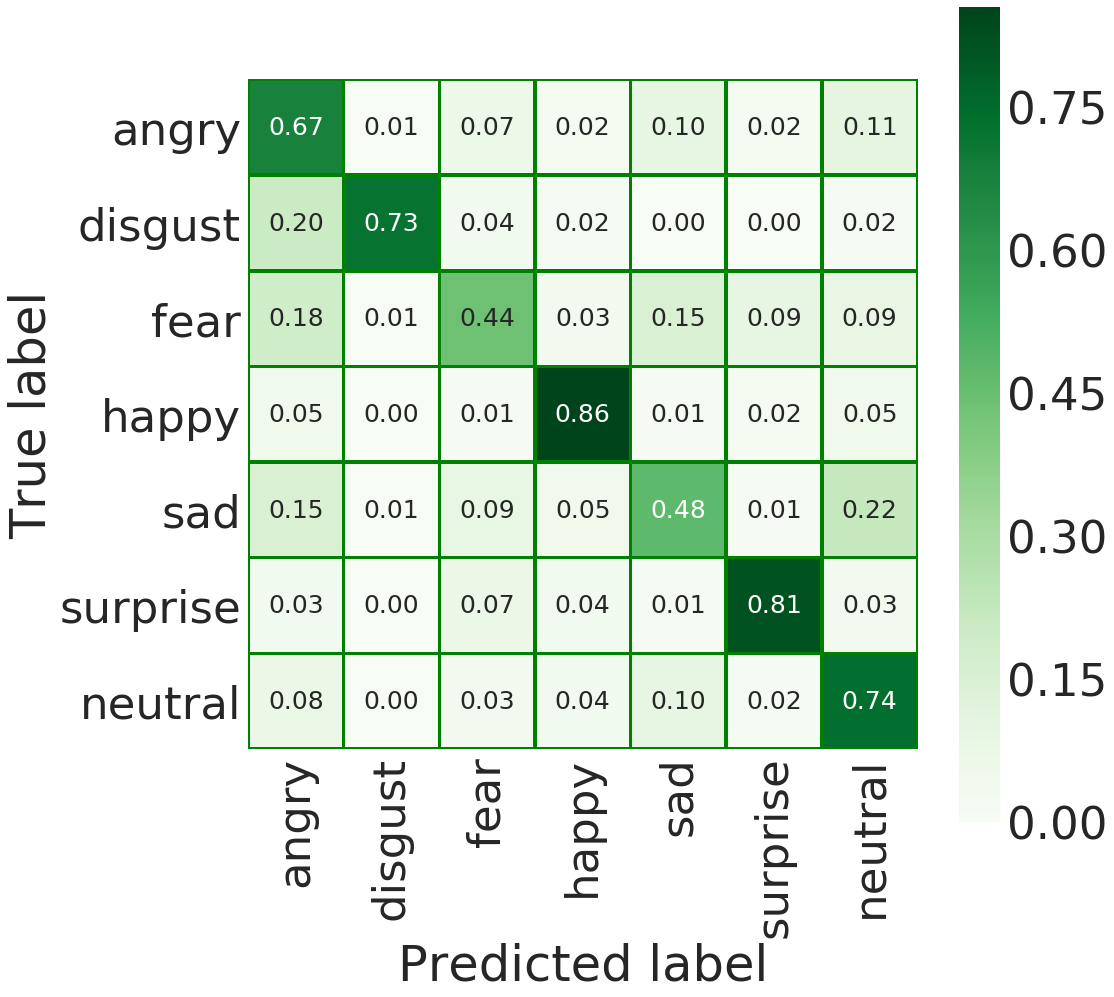 angry 0.67 0.01 0.07 0.02 0.10 0.02 0.11
disgust 0.20 0.73 0.04 0.02 0.00 0.00 0.02
fear 0.18 0.01 0.44 0.03 0.15 0.09 0.09
happy 0.05 0.00 0.01 0.86 0.01 0.02 0.05
sad 0.15 0.01 0.09 0.05 0.48 0.01 0.22
surprise 0.03 0.00 0.07 0.04 0.01 0.81 0.03
neutral 0.08 0.00 0.03 0.04 0.10 0.02 0.74
True label
angry disgust fear happy sad surprise neutral
Predicted label
0.75
0.60
0.45
0.30
0.15
0.00